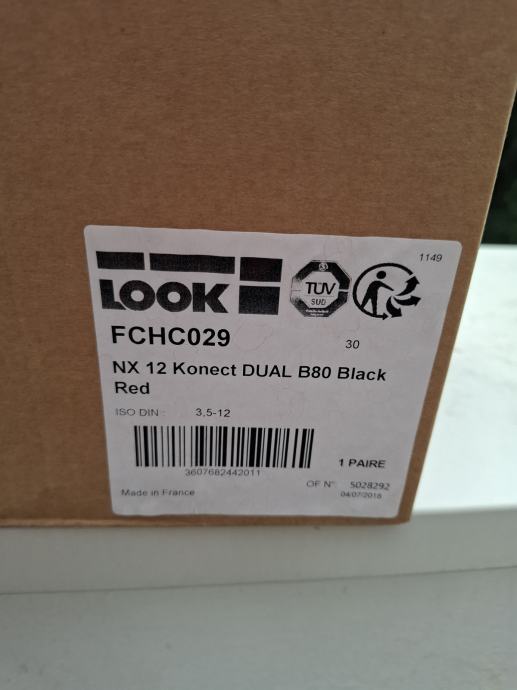 1149
LOOK
TÜV
SUD
FCHC029
30
NX 12 Konect DUAL B80 Black
Red
ISO DIN : 3,5-12
3607682442011
1 PAIRE
OF N° 5028292
Made in France
04/07/2018